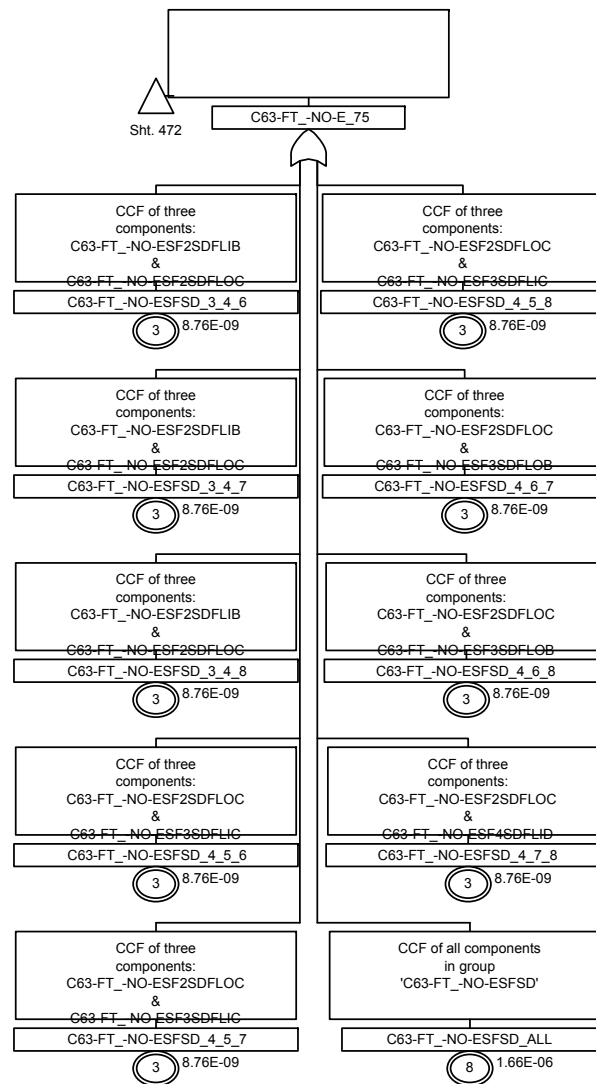 Sht. 472
C63-FT_-NO-E_75
CCF of three
components:
C63-FT_-NO-ESF2SDFLIB
&
C63-FT_-NO-ESF2SDFLOC
C63-FT_-NO-ESFSD_3_4_6
3
8.76E-09
CCF of three
components:
C63-FT_-NO-ESF2SDFLOC
&
C63-FT_-NO-ESF3SDFLIC
C63-FT_-NO-ESFSD_4_5_8
3
8.76E-09
CCF of three
components:
C63-FT_-NO-ESF2SDFLIB
&
C63-FT_-NO-ESF2SDFLOC
C63-FT_-NO-ESFSD_3_4_7
3
8.76E-09
CCF of three
components:
C63-FT_-NO-ESF2SDFLOC
&
C63-FT_-NO-ESF3SDFLOB
C63-FT_-NO-ESFSD_4_6_7
3
8.76E-09
CCF of three
components:
C63-FT_-NO-ESF2SDFLIB
&
C63-FT_-NO-ESF2SDFLOC
C63-FT_-NO-ESFSD_3_4_8
3
8.76E-09
CCF of three
components:
C63-FT_-NO-ESF2SDFLOC
&
C63-FT_-NO-ESF3SDFLOB
C63-FT_-NO-ESFSD_4_6_8
3
8.76E-09
CCF of three
components:
C63-FT_-NO-ESF2SDFLOC
&
C63-FT_-NO-ESF3SDFLIC
C63-FT_-NO-ESFSD_4_5_6
3
8.76E-09
CCF of three
components:
C63-FT_-NO-ESF2SDFLOC
&
C63-FT_-NO-ESF4SDFLID
C63-FT_-NO-ESFSD_4_7_8
3
8.76E-09
CCF of three
components:
C63-FT_-NO-ESF2SDFLOC
&
C63-FT_-NO-ESF3SDFLIC
C63-FT_-NO-ESFSD_4_5_7
3
8.76E-09
CCF of all components
in group
'C63-FT_-NO-ESFSD'
C63-FT_-NO-ESFSD_ALL
8
1.66E-06